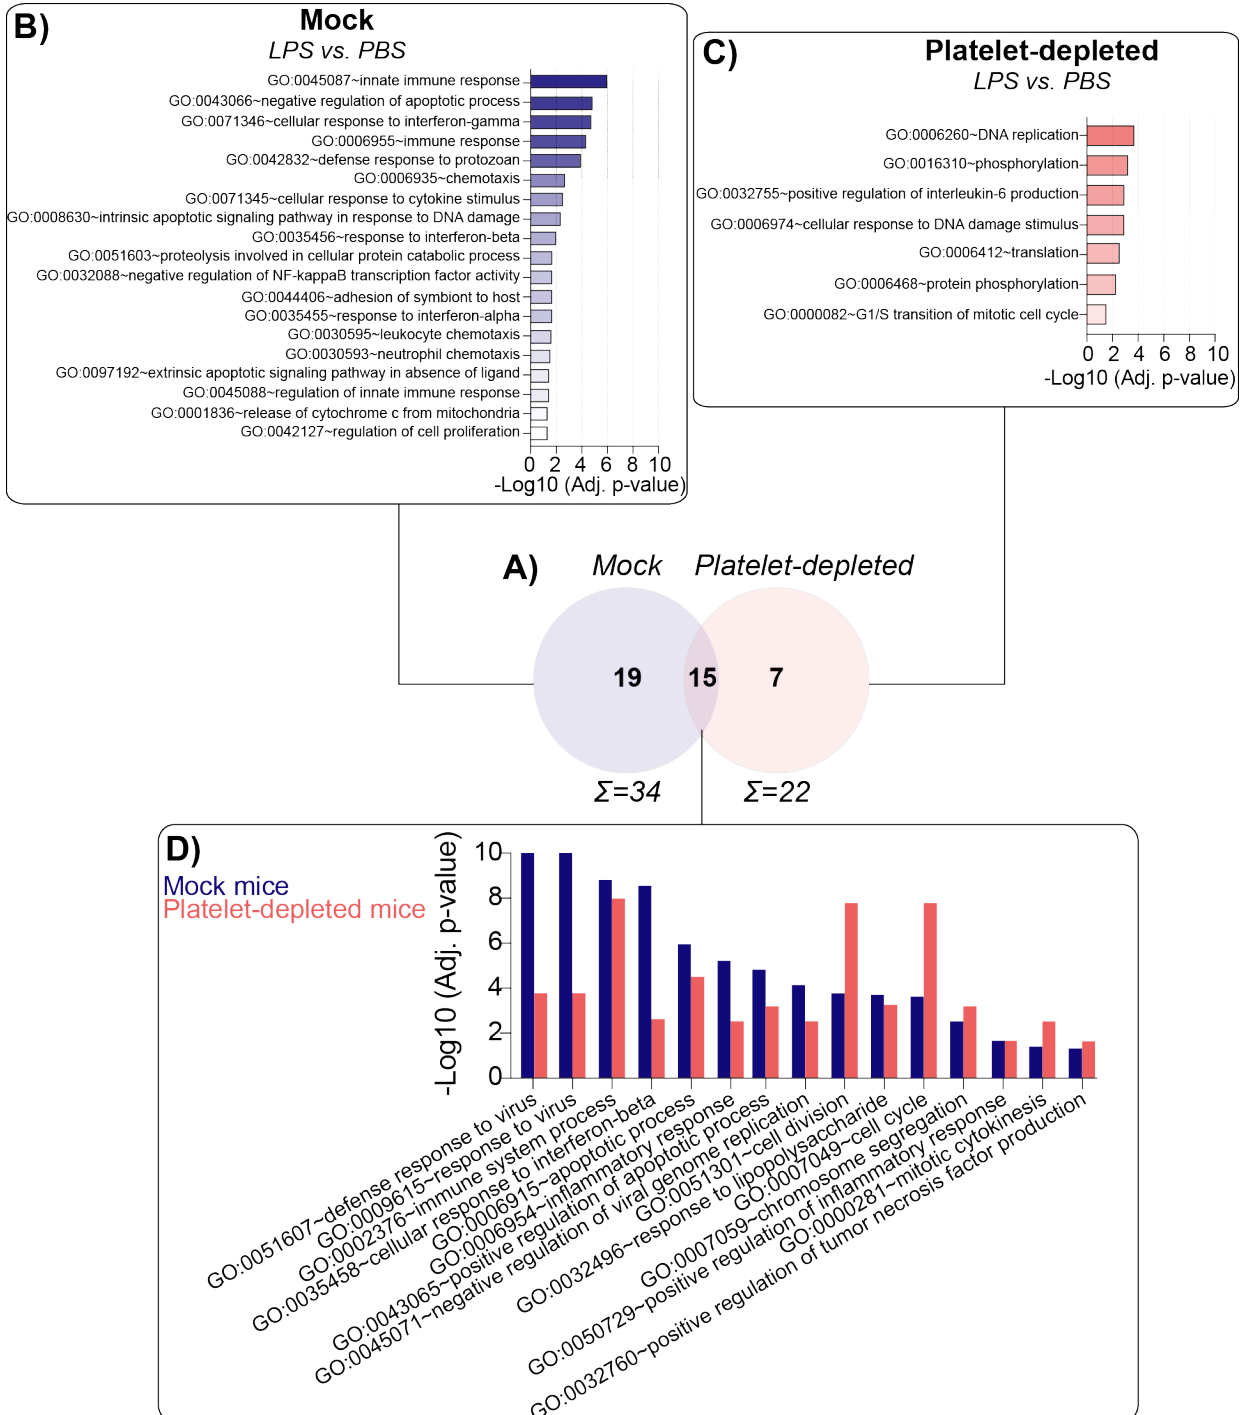 B)
Mock
LPS vs. PBS
GO:0045087~innate immune response
GO:0043066~negative regulation of apoptotic process
GO:0071346~cellular response to interferon-gamma
GO:0006955~immune response
GO:0042832~defense response to protozoan
GO:0006935~chemotaxis
GO:0071345~cellular response to cytokine stimulus
GO:0008630~intrinsic apoptotic signaling pathway in response to DNA damage
GO:0035456~response to interferon-beta
GO:0051603~proteolysis involved in cellular protein catabolic process
GO:0032088~negative regulation of NF-kappaB transcription factor activity
GO:0044406~adhesion of symbiont to host
GO:0035455~response to interferon-alpha
GO:0030595~leukocyte chemotaxis
GO:0030593~neutrophil chemotaxis
GO:0097192~extrinsic apoptotic signaling pathway in absence of ligand
GO:0045088~regulation of innate immune response
GO:0001836~release of cytochrome c from mitochondria
GO:0042127~regulation of cell proliferation
0 2 4 6 8 10
-Log10 (Adj. p-value)
C)
Platelet-depleted
LPS vs. PBS
GO:0006260~DNA replication
GO:0016310~phosphorylation
GO:0032755~positive regulation of interleukin-6 production
GO:0006974~cellular response to DNA damage stimulus
GO:0006412~translation
GO:0006468~protein phosphorylation
GO:0000082~G1/S transition of mitotic cell cycle
0 2 4 6 8 10
-Log10 (Adj. p-value)
A)
Mock
Platelet-depleted
19
15
7
Σ=34
Σ=22
D)
Mock mice
Platelet-depleted mice
-Log10 (Adj. p-value)
10
8
6
4
2
0
GO:0051607~defense response to virus
GO:0009615~response to virus
GO:0002376~immune system process
GO:0035458~cellular response to interferon-beta
GO:0006915~apoptotic process
GO:0006954~inflammatory response
GO:0043065~positive regulation of apoptotic process
GO:0045071~negative regulation of viral genome replication
GO:0051301~cell division
GO:0032496~response to lipopolysaccharide
GO:0007049~cell cycle
GO:0007059~chromosome segregation
GO:0050729~positive regulation of inflammatory response
GO:0000281~mitotic cytokinesis
GO:0032760~positive regulation of tumor necrosis factor production